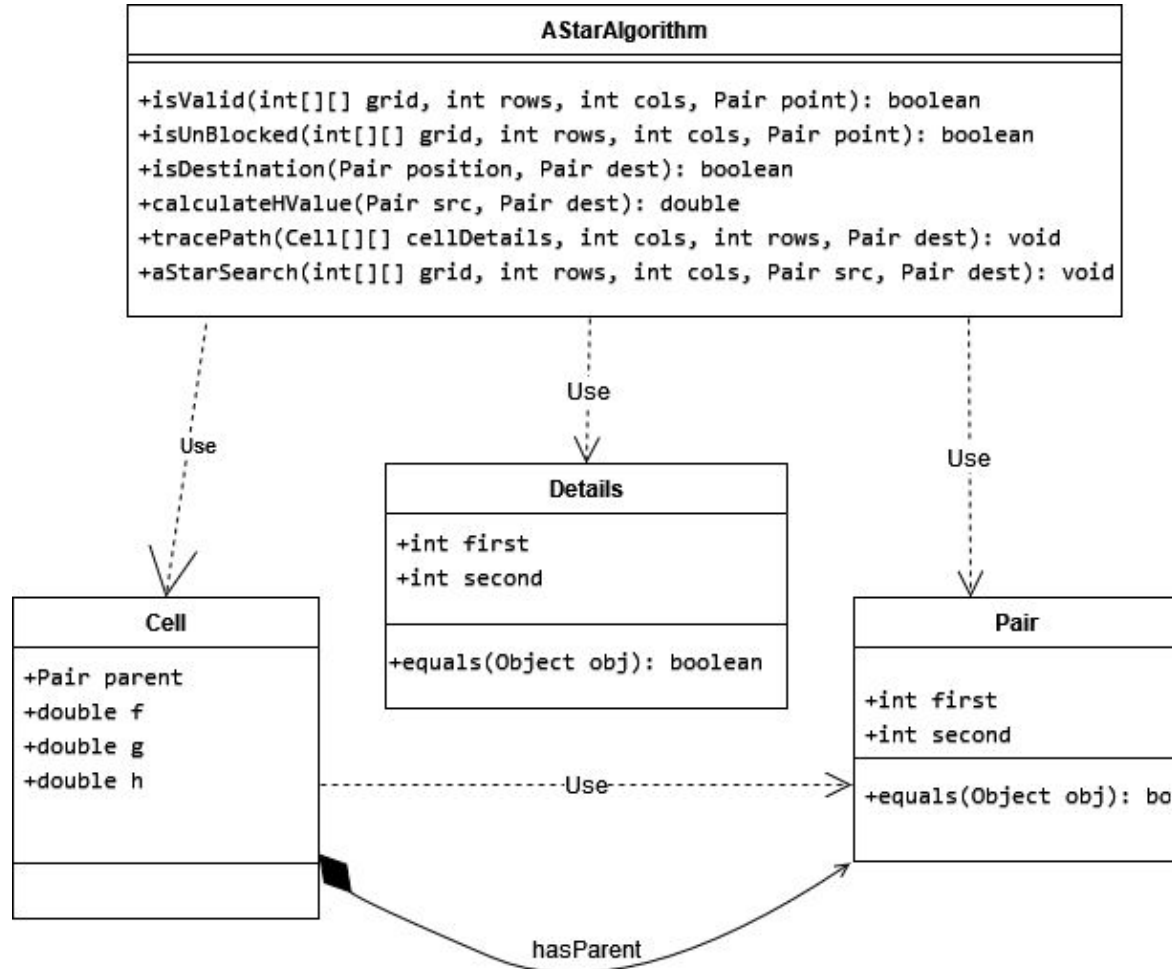 AStarAlgorithm
+isValid(int[][] grid, int rows, int cols, Pair point): boolean
+isUnBlocked(int[][] grid, int rows, int cols, Pair point): boolean
+isDestination(Pair position, Pair dest): boolean
+calculateHValue(Pair src, Pair dest): double
+tracePath(Cell[][] cellDetails, int cols, int rows, Pair dest): void
+aStarSearch(int[][] grid, int rows, int cols, Pair src, Pair dest): void
Use
Use
Use
Details
+int first
+int second
+equals(Object obj): boolean
Cell
+Pair parent
+double f
+double g
+double h
Pair
+int first
+int second
+equals(Object obj): bo
Use
hasParent